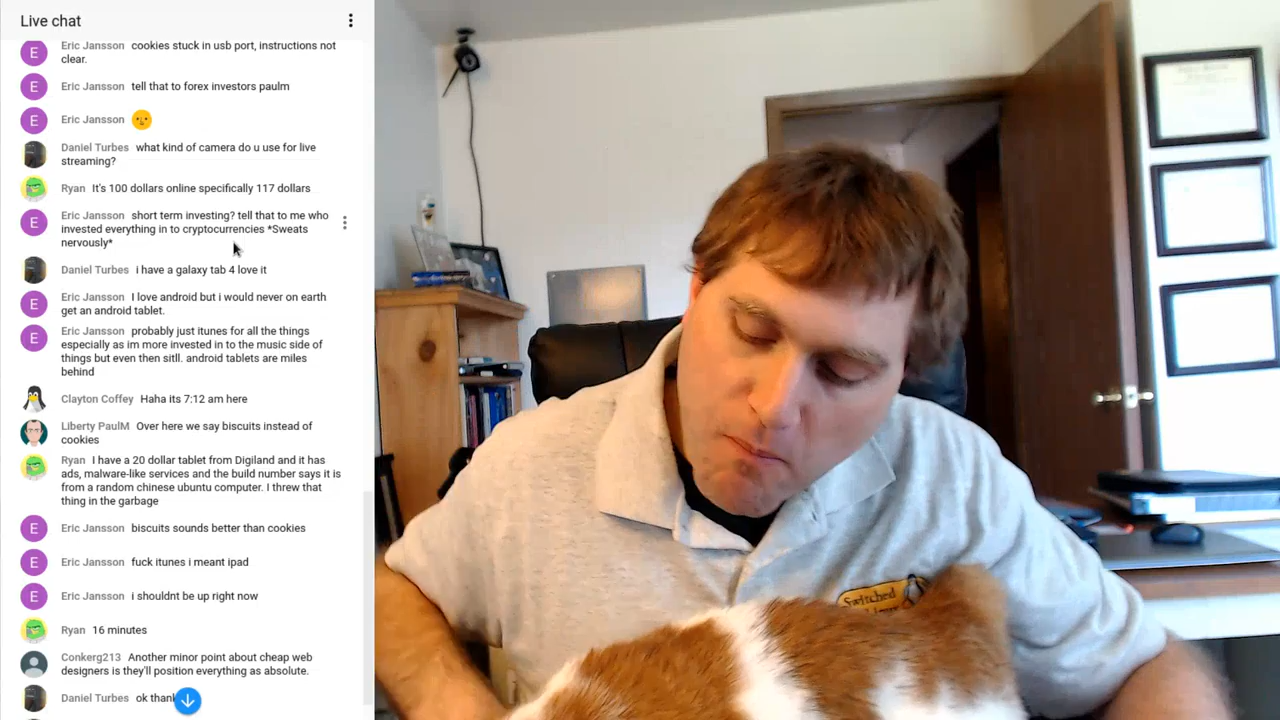 Live chat
Eric Jansson cookies stuck in usb port, instructions not
clear.
E
Eric Jansson tell that to forex investors paulm
E
Eric Jansson
E
Daniel Turbes what kind of camera do u use for live
streaming?
Ryan It's 100 dollars online specifically 117 dollars
Eric Jansson short term investing? tell that to me who
invested everything in to cryptocurrencies *Sweats
nervously*
E
Daniel Turbes i have a galaxy tab 4 love it
Eric Jansson I love android but i would never on earth
get an android tablet.
E
Eric Jansson probably just itunes for all the things
especially as im more invested in to the music side of
things but even then sitll. android tablets are miles
behind
E
Clayton Coffey Haha its 7:12 am here
Liberty PaulM Over here we say biscuits instead of
cookies
Ryan I have a 20 dollar tablet from Digiland and it has
ads, malware-like services and the build number says it is
from a random chinese ubuntu computer. I threw that
thing in the garbage
Eric Jansson biscuits sounds better than cookies
E
Eric Jansson fuck itunes i meant ipad
E
Eric Jansson i shouldnt be up right now
E
Ryan 16 minutes
Conkerg213 Another minor point about cheap web
designers is they'll position everything as absolute.
Daniel Turbes ok than
Switched